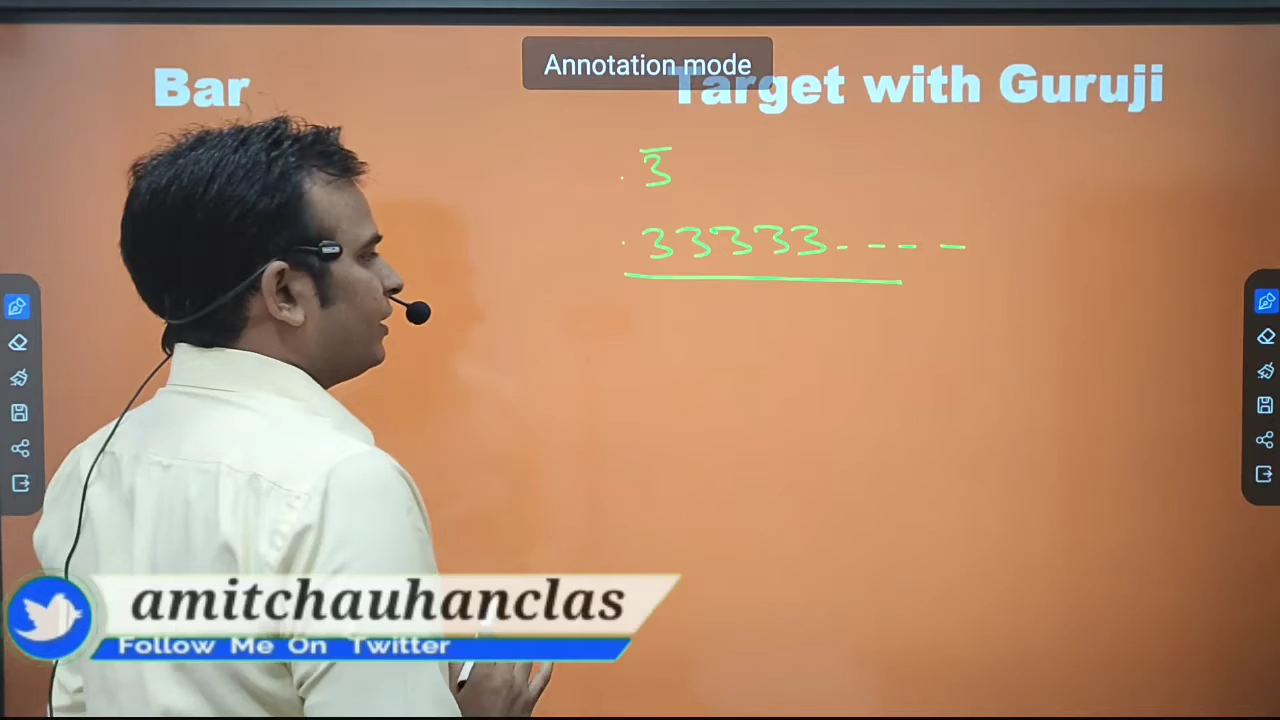 Annotation mode
Bar
Target with Guruji
.3̅
.33333.----
amitchauhanclas
Follow Me On Twitter